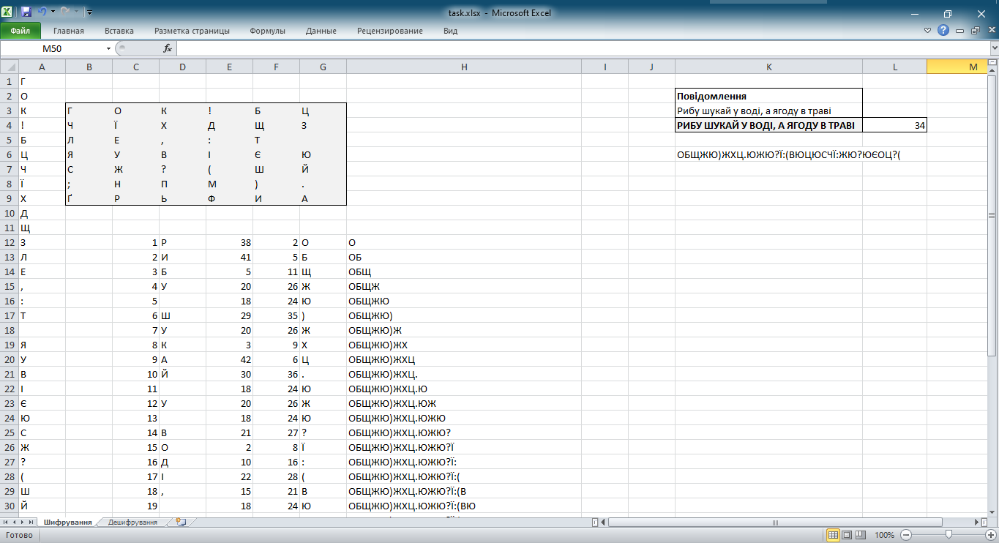 task.xlsx - Microsoft Excel
Файл Главная Вставка Разметка страницы Формулы Данные Рецензирование Вид
M50 fx
A B C D E F G H I J K L M
1 Г
2 О Повідомлення
3 К Г О К ! Б Ц Рибу шукай у воді, а ягоду в траві
4 ! Ч Ї Х Д Щ З РИБУ ШУКАЙ У ВОДІ, А ЯГОДУ В ТРАВІ 34
5 Б Л Е , : Т
6 Ц Я У В І Є Ю ОБЩЖЮ)ЖХЦ.ЮЖЮ?Ї:(ВЮЦЮСЧЇ:ЖЮ?ЮЄОЦ?(
7 Ч С Ж ? ( Ш Й
8 Ї ; Н П М ) .
9 Х Ґ Р Ь Ф И А
10 Д
11 Щ
12 З 1 Р 38 2 О О
13 Л 2 И 41 5 Б ОБ
14 Е 3 Б 5 11 Щ ОБЩ
15 , 4 У 20 26 Ж ОБЩЖ
16 : 5 18 24 Ю ОБЩЖЮ
17 Т 6 Ш 29 35 ) ОБЩЖЮ)
18 7 У 20 26 Ж ОБЩЖЮ)Ж
19 Я 8 К 3 9 Х ОБЩЖЮ)ЖХ
20 У 9 А 42 6 Ц ОБЩЖЮ)ЖХЦ
21 В 10 Й 30 36 . ОБЩЖЮ)ЖХЦ.
22 І 11 18 24 Ю ОБЩЖЮ)ЖХЦ.Ю
23 Є 12 У 20 26 Ж ОБЩЖЮ)ЖХЦ.ЮЖ
24 Ю 13 18 24 Ю ОБЩЖЮ)ЖХЦ.ЮЖЮ
25 С 14 В 21 27 ? ОБЩЖЮ)ЖХЦ.ЮЖЮ?
26 Ж 15 О 2 8 Ї ОБЩЖЮ)ЖХЦ.ЮЖЮ?Ї
27 ? 16 Д 10 16 : ОБЩЖЮ)ЖХЦ.ЮЖЮ?Ї:
28 ( 17 І 22 28 ( ОБЩЖЮ)ЖХЦ.ЮЖЮ?Ї:(
29 Ш 18 , 15 21 В ОБЩЖЮ)ЖХЦ.ЮЖЮ?Ї:(В
30 Й 19 18 24 Ю ОБЩЖЮ)ЖХЦ.ЮЖЮ?Ї:(ВЮ
Шифрування Дешифрування
Готово 100%